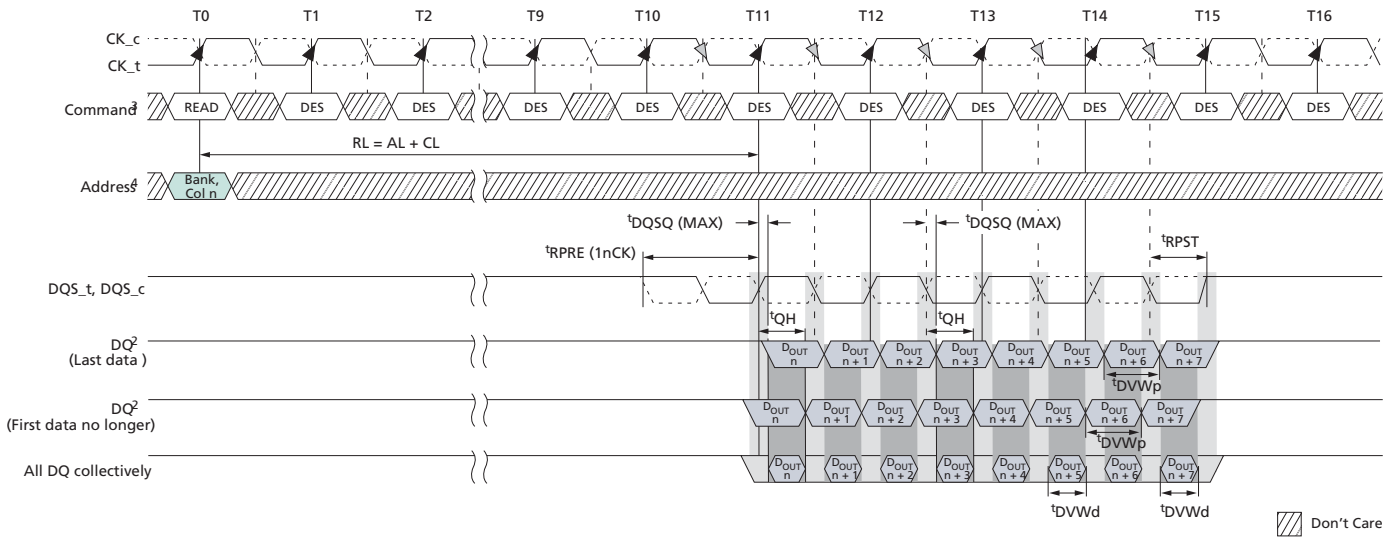 T0 T1 T2 T9 T10 T11 T12 T13 T14 T15 T16
CK_c
CK_t
Command3 READ DES DES DES DES DES DES DES DES DES DES
RL = AL + CL
Address4 Bank,
Col n
tDQSQ (MAX) tDQSQ (MAX)
tRPRE (1nCK) tRPST
DQS_t, DQS_c
tQH tQH
DQ2
(Last data )
DOUT n DOUT n + 1 DOUT n + 2 DOUT n + 3 DOUT n + 4 DOUT n + 5 DOUT n + 6 DOUT n + 7
tDVWp
DQ2
(First data no longer)
DOUT n DOUT n + 1 DOUT n + 2 DOUT n + 3 DOUT n + 4 DOUT n + 5 DOUT n + 6 DOUT n + 7
tDVWp
All DQ collectively
DOUT n DOUT n + 1 DOUT n + 2 DOUT n + 3 DOUT n + 4 DOUT n + 5 DOUT n + 6 DOUT n + 7
tDVWd tDVWd
Don't Care